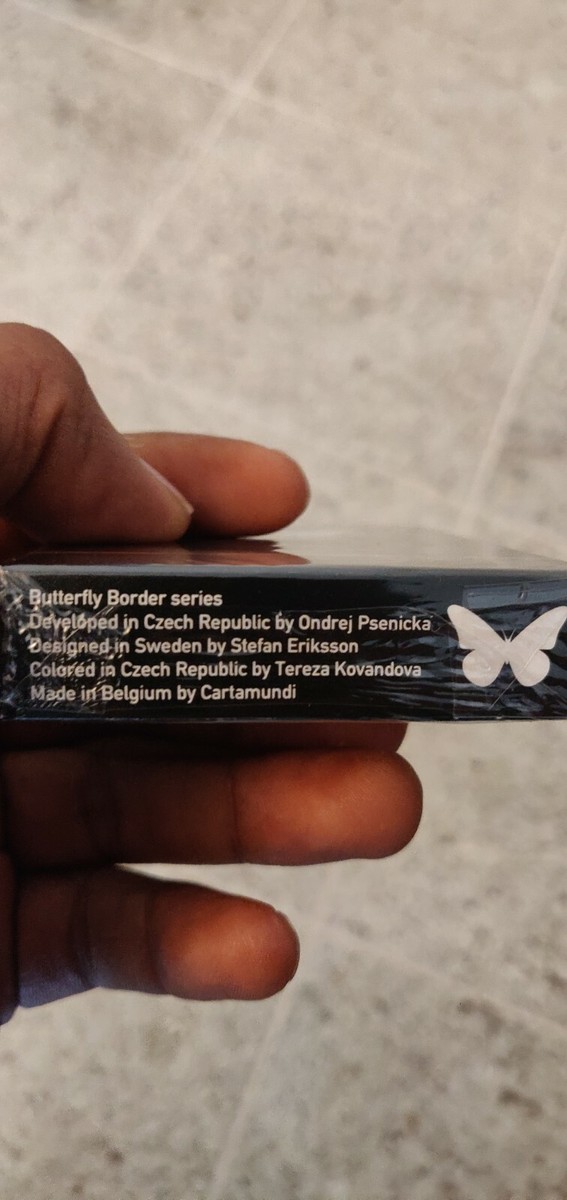 Butterfly Border series
Developed in Czech Republic by Ondrej Psenicka
Designed in Sweden by Stefan Eriksson
Colored in Czech Republic by Tereza Kovandova
Made in Belgium by Cartamundi